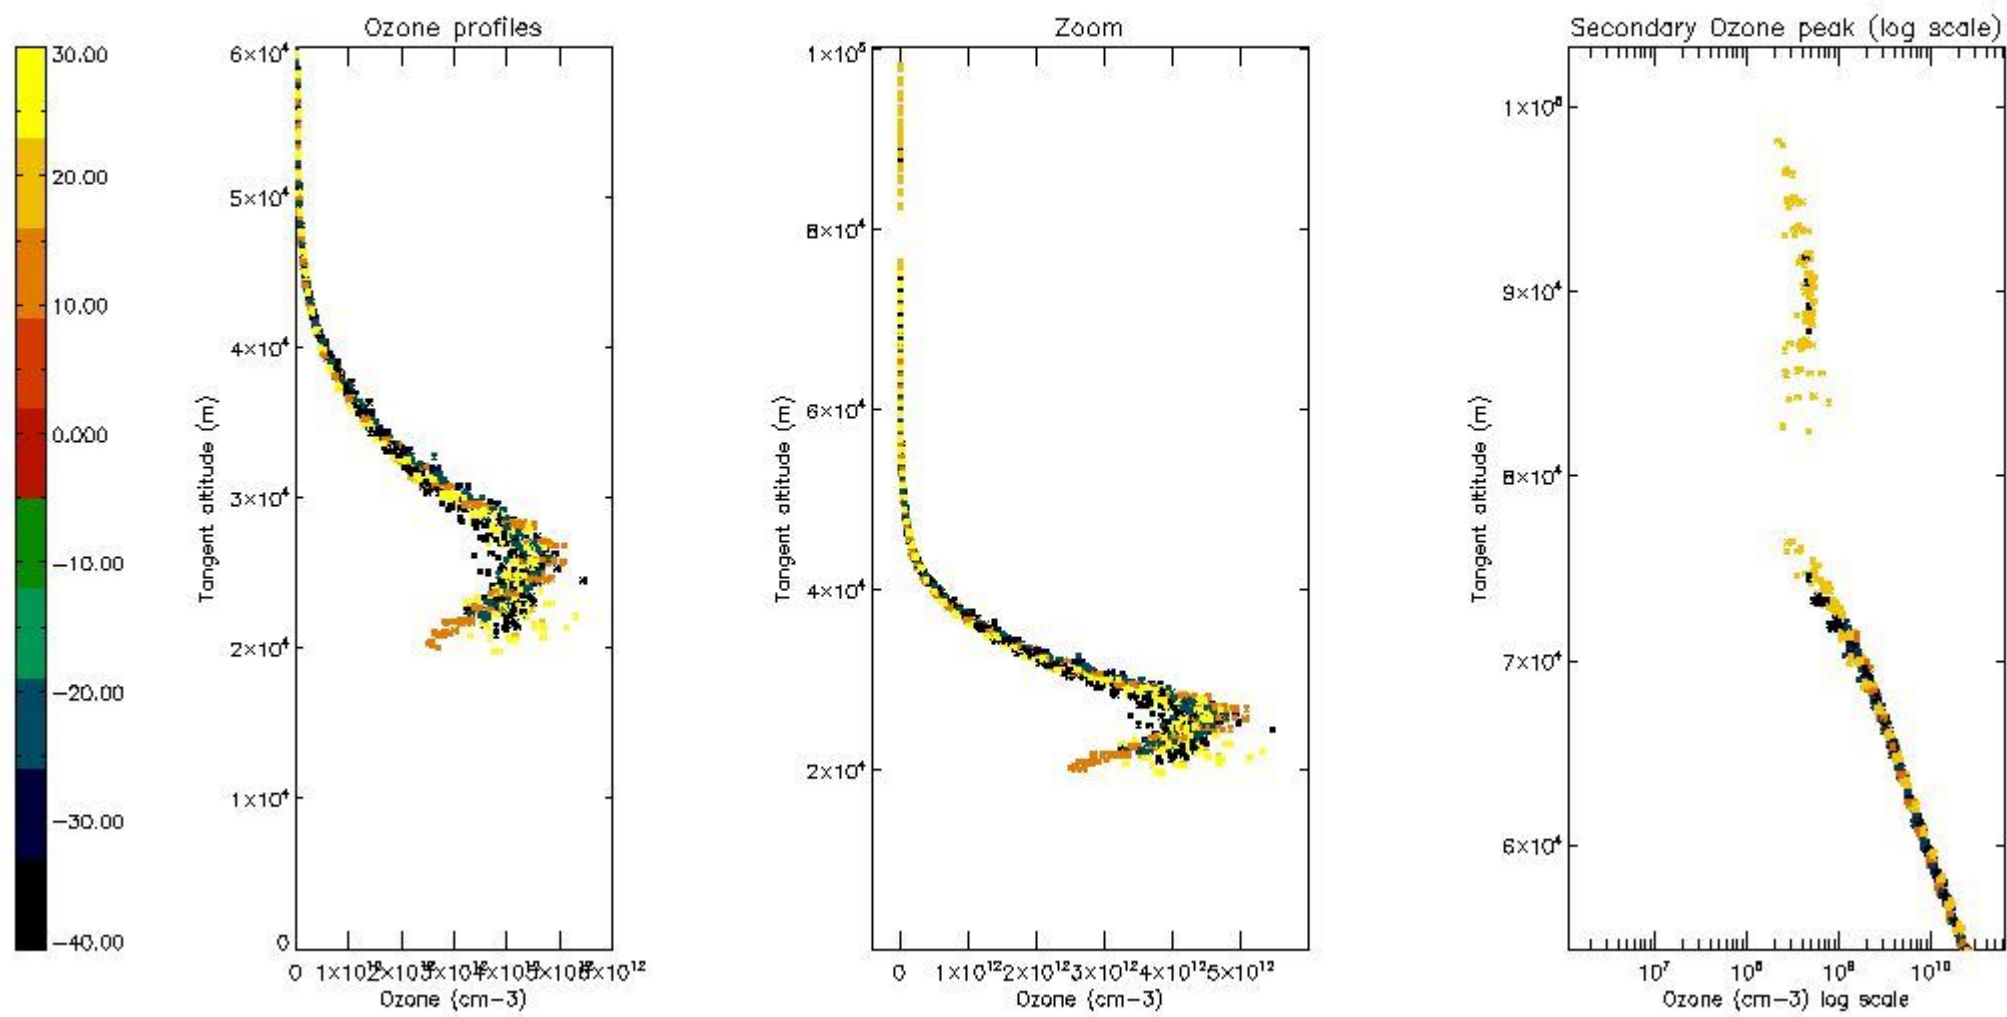 Ozone profiles
Zoom
Secondary Ozone peak (log scale)
30.00
20.00
10.00
0.000
−10.00
−20.00
−30.00
−40.00
6×10⁴
5×10⁴
4×10⁴
3×10⁴
2×10⁴
1×10⁴
0
Tangent altitude (m)
0 1×10¹²
6×10¹²
Ozone (cm−3)
1×10⁵
8×10⁴
6×10⁴
4×10⁴
2×10⁴
Tangent altitude (m)
0 1×10¹² 2×10¹² 3×10¹² 4×10¹² 5×10¹²
Ozone (cm−3)
9×10⁴
8×10⁴
7×10⁴
6×10⁴
Tangent altitude (m)
10⁷ 10⁸ 10⁹ 10¹⁰
Ozone (cm−3) log scale